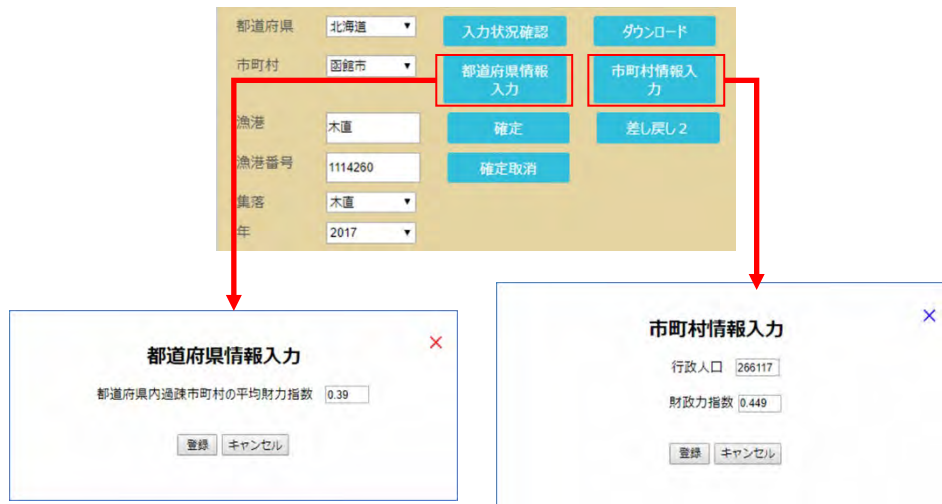 都道府県 北海道 入力状況確認 ダウンロード
市町村 函館市 都道府県情報
入力 市町村情報入
力
漁港 木直 確定 差し戻し2
漁港番号 1114260 確定取消
集落 木直
年 2017
都道府県情報入力
都道府県内過疎市町村の平均財力指数 0.39
登録 キャンセル
市町村情報入力
行政人口 266117
財政力指数 0.449
登録 キャンセル